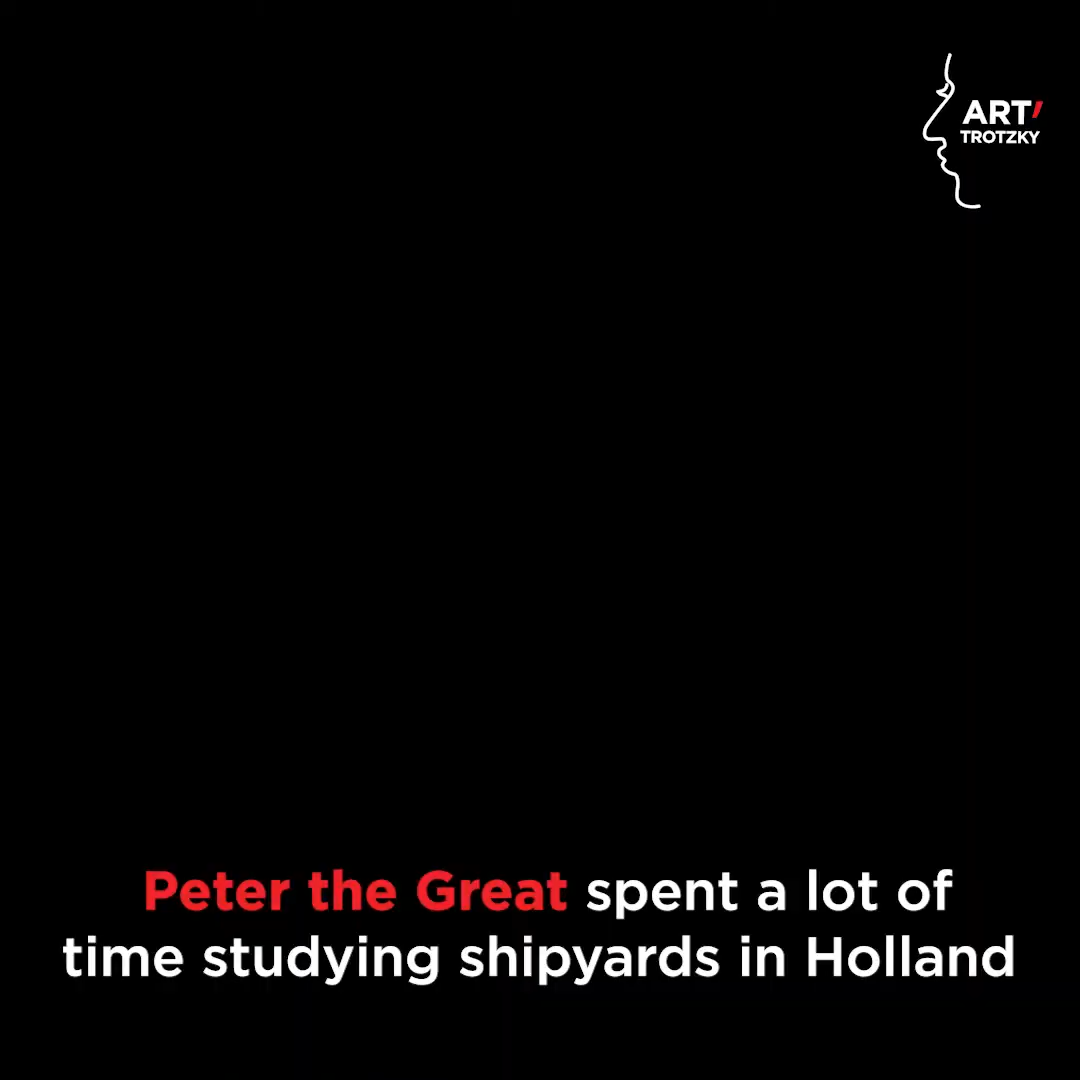 ART'
TROTZKY
Peter the Great spent a lot of
time studying shipyards in Holland